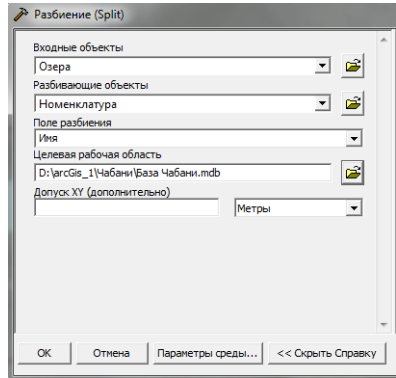 Разбиение (Split)
Входные объекты
Озера
Разбивающие объекты
Номенклатура
Поле разбиения
Имя
Целевая рабочая область
D:\arcGis_1\Чабани\База Чабани.mdb
Допуск XY (дополнительно)
Метры
ОК Отмена Параметры среды... << Скрыть Справку